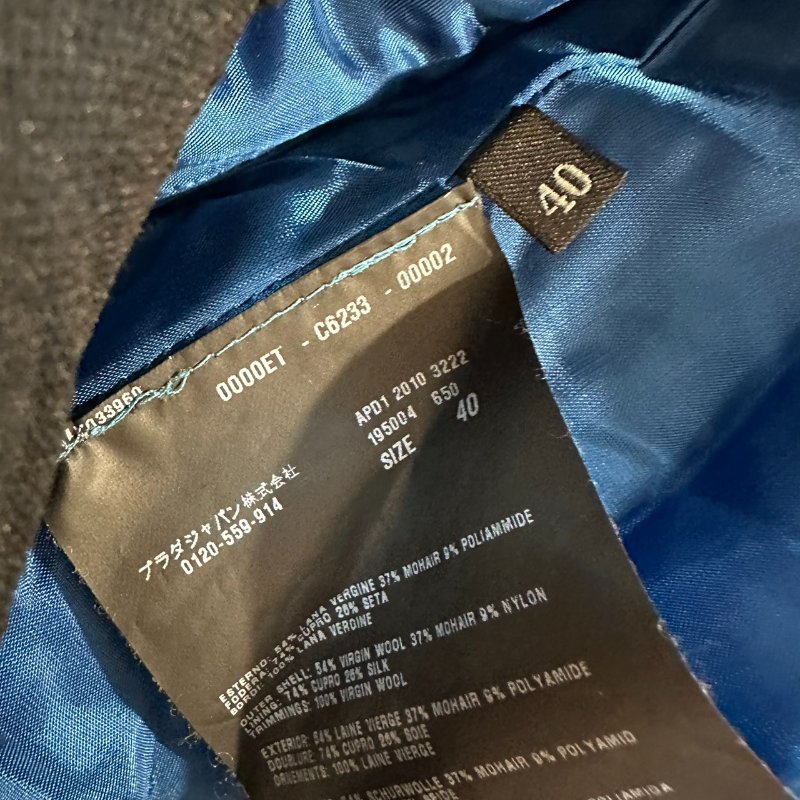 40
0000ET - C6233 - 00002
033960
APD1 2010 3222
195004 650
SIZE 40
プラダジャパン株式会社
0120-559-914
ESTERNO: 54% LANA VERGINE 37% MOHAIR 9% POLIAMMIDE
FODERA: 74% CUPRO 26% SETA
BORDI: 100% LANA VERGINE
OUTER SHELL: 54% VIRGIN WOOL 37% MOHAIR 9% NYLON
LINING: 74% CUPRO 26% SILK
TRIMMINGS: 100% VIRGIN WOOL
EXTERIOR: 54% LAINE VIERGE 37% MOHAIR 9% POLYAMIDE
DOUBLURE: 74% CUPRO 26% SOIE
ORNEMENTS: 100% LAINE VIERGE
SCHURWOLLE 37% MOHAIR 9% POLYAMID